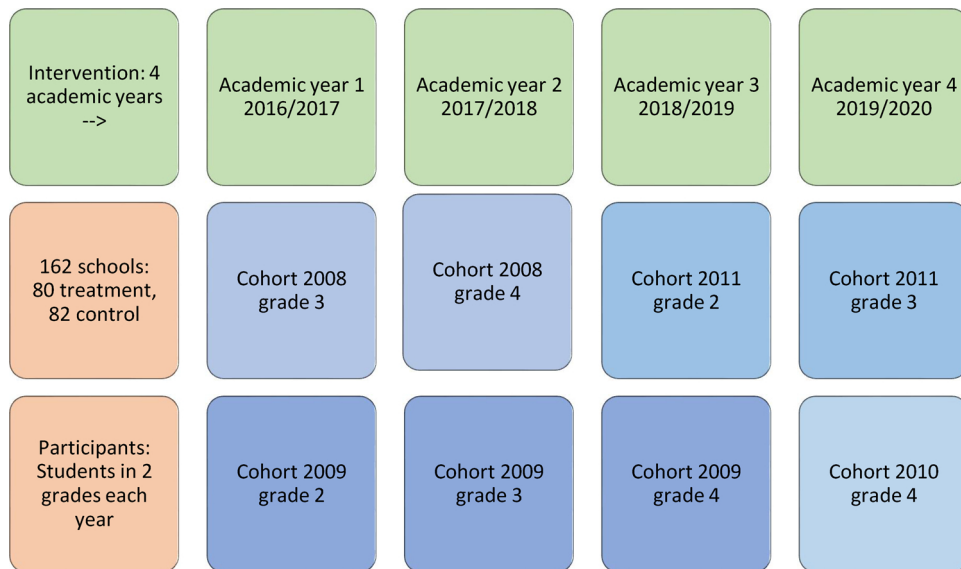 Intervention: 4
academic years
-->
Academic year 1
2016/2017
Academic year 2
2017/2018
Academic year 3
2018/2019
Academic year 4
2019/2020
162 schools:
80 treatment,
82 control
Cohort 2008
grade 3
Cohort 2008
grade 4
Cohort 2011
grade 2
Cohort 2011
grade 3
Participants:
Students in 2
grades each
year
Cohort 2009
grade 2
Cohort 2009
grade 3
Cohort 2009
grade 4
Cohort 2010
grade 4